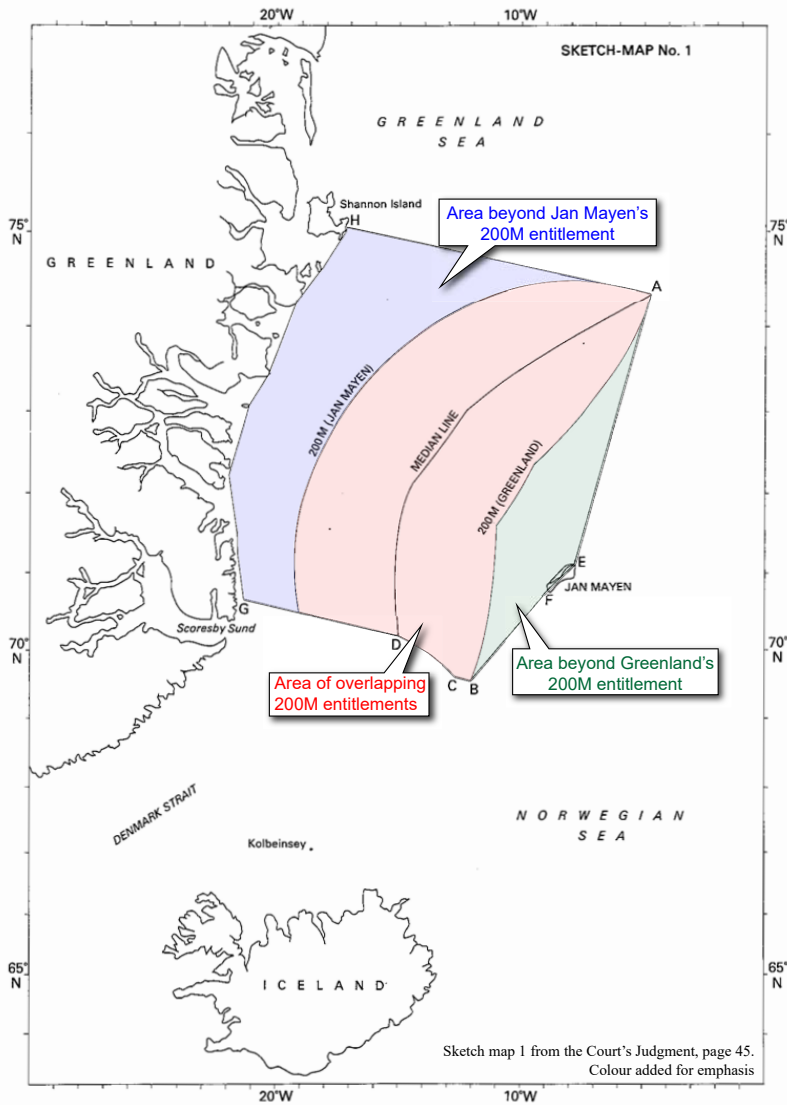 20°W 10°W
SKETCH-MAP No. 1
GREENLAND
SEA
Shannon Island
H
75°
N
75°
N
Area beyond Jan Mayen's
200M entitlement
GREENLAND
A
200 M (JAN MAYEN)
MEDIAN LINE
200 M (GREENLAND)
E
JAN MAYEN
F
G
Scoresby Sund
70°
N
70°
N
D
C B
Area of overlapping
200M entitlements
Area beyond Greenland's
200M entitlement
DENMARK STRAIT
NORWEGIAN
SEA
Kolbeinsey
65°
N
65°
N
ICELAND
Sketch map 1 from the Court's Judgment, page 45.
Colour added for emphasis
20°W 10°W